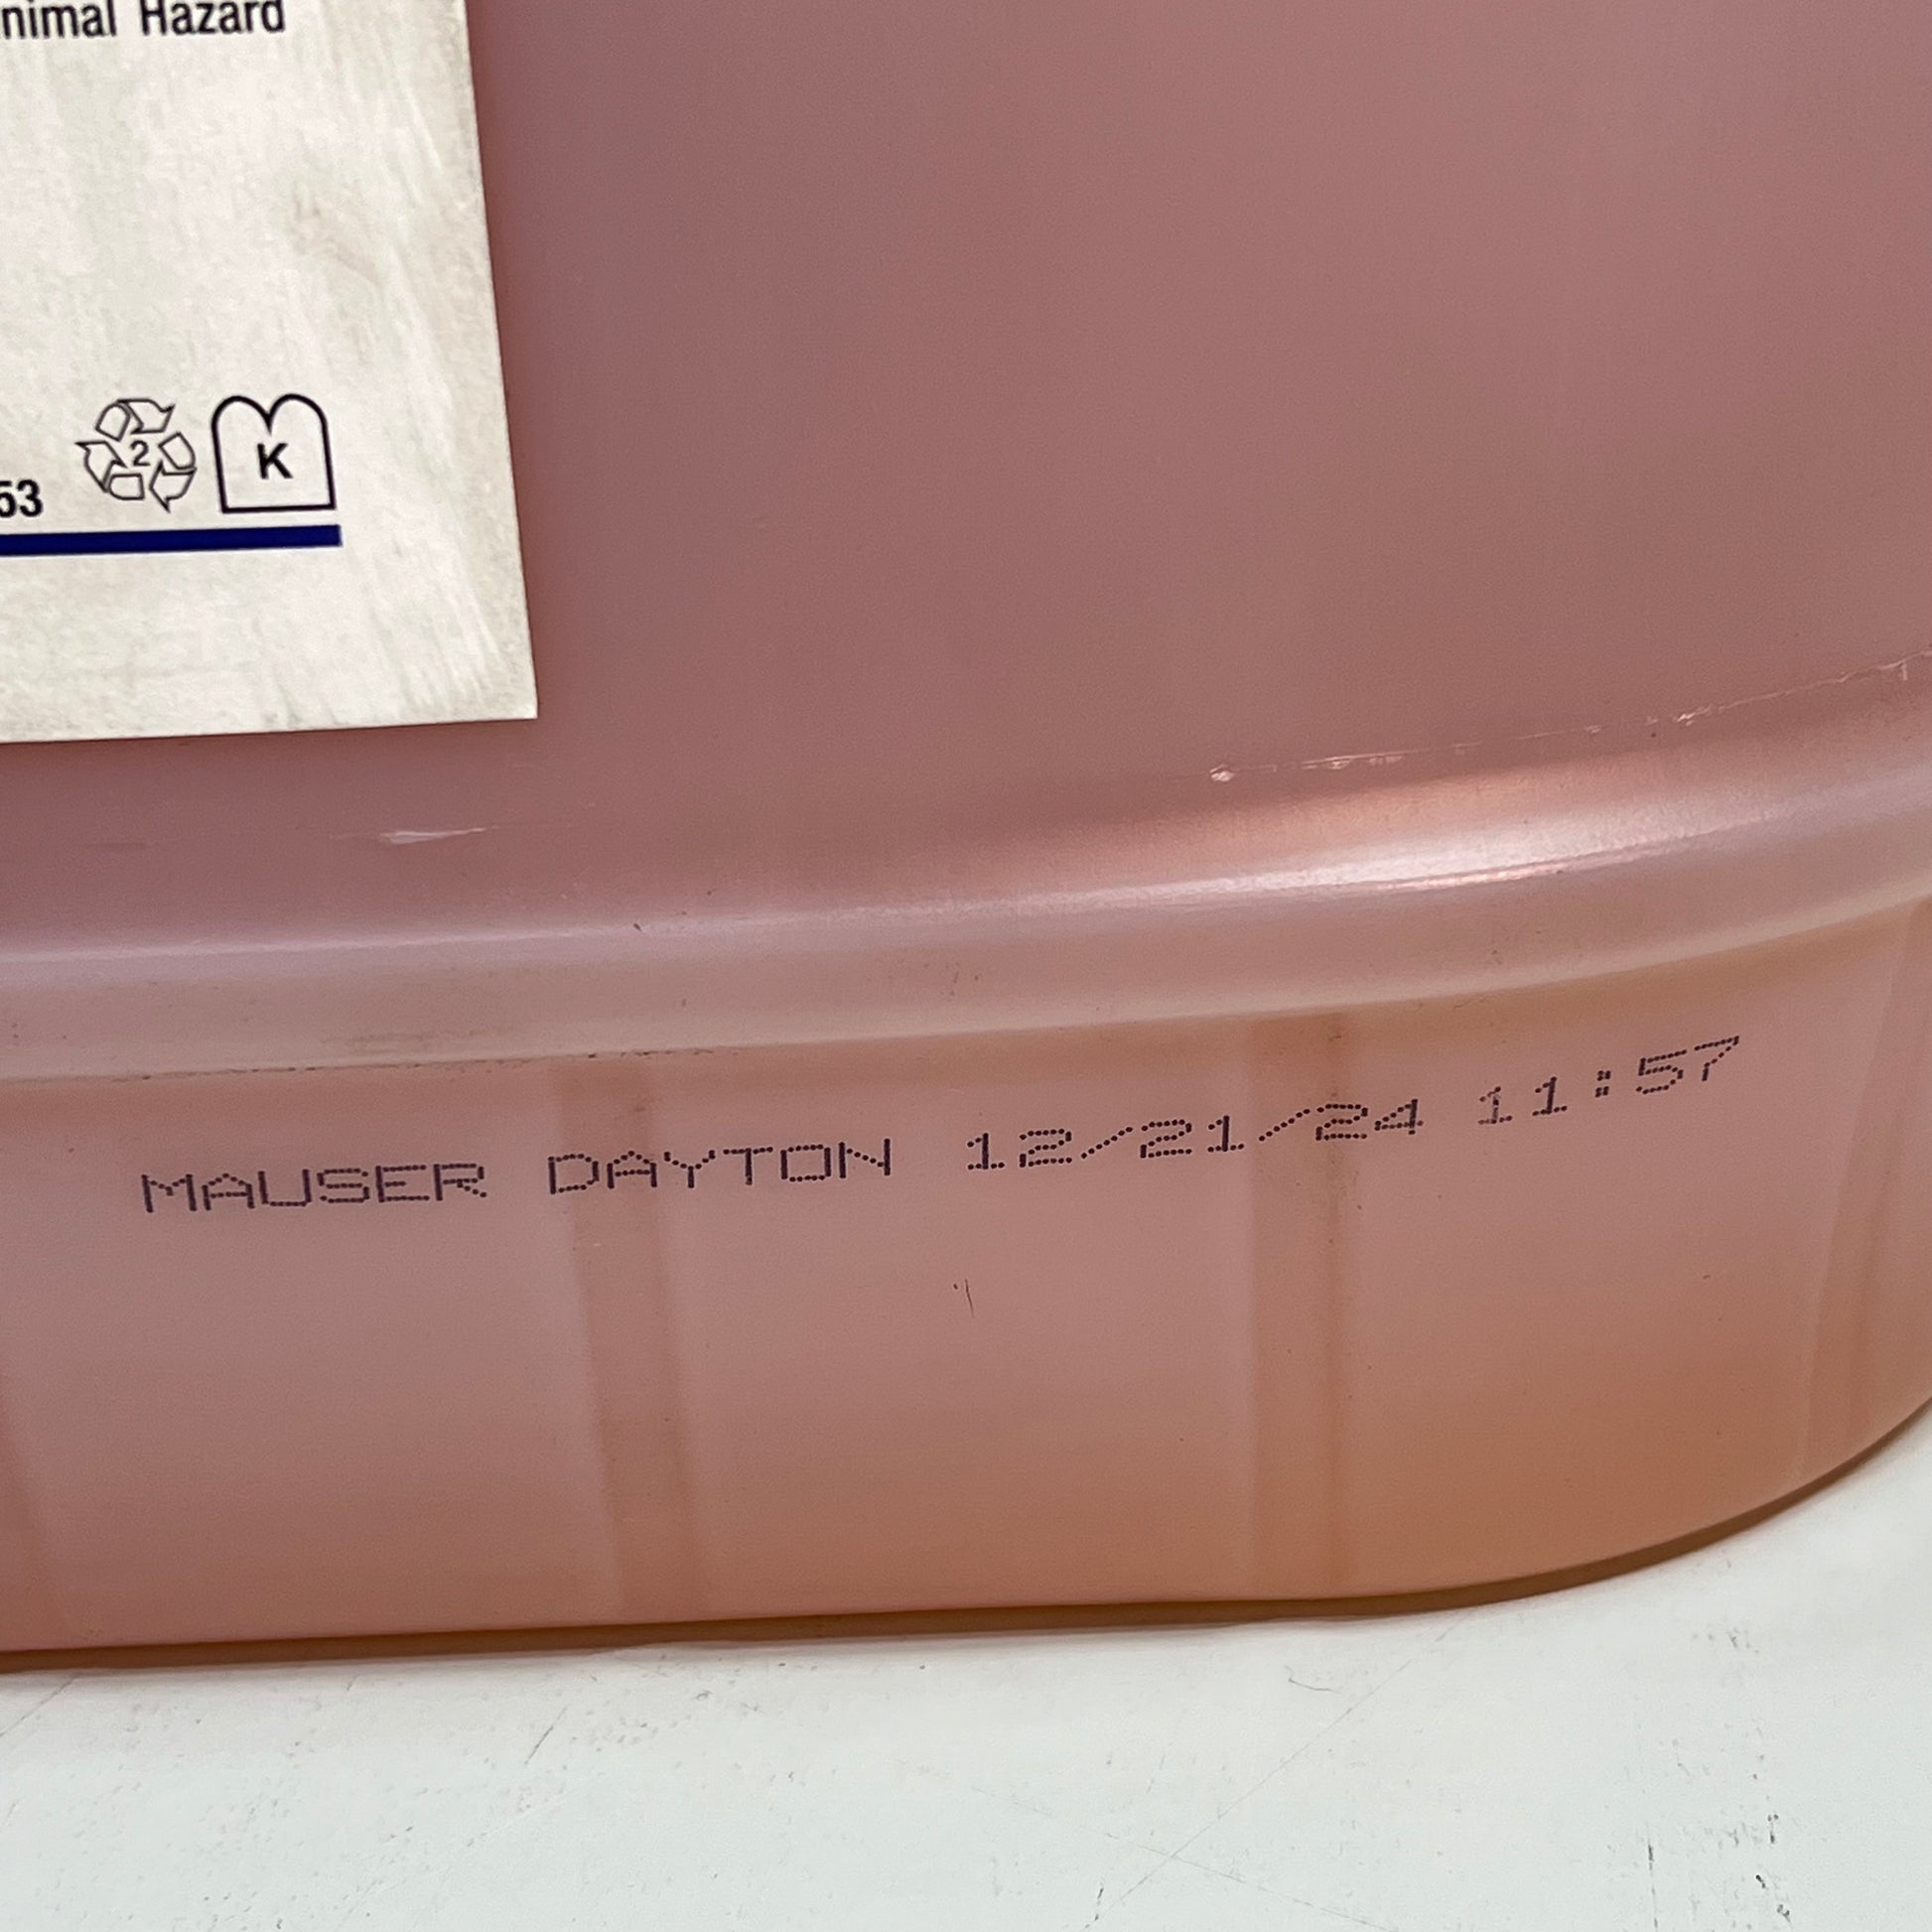 nimal Hazard
2
K
53
MAUSER DAYTON 12/21/24 11:57